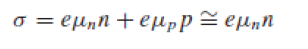 σ = eμₙn + eμₚp ≅ eμₙn